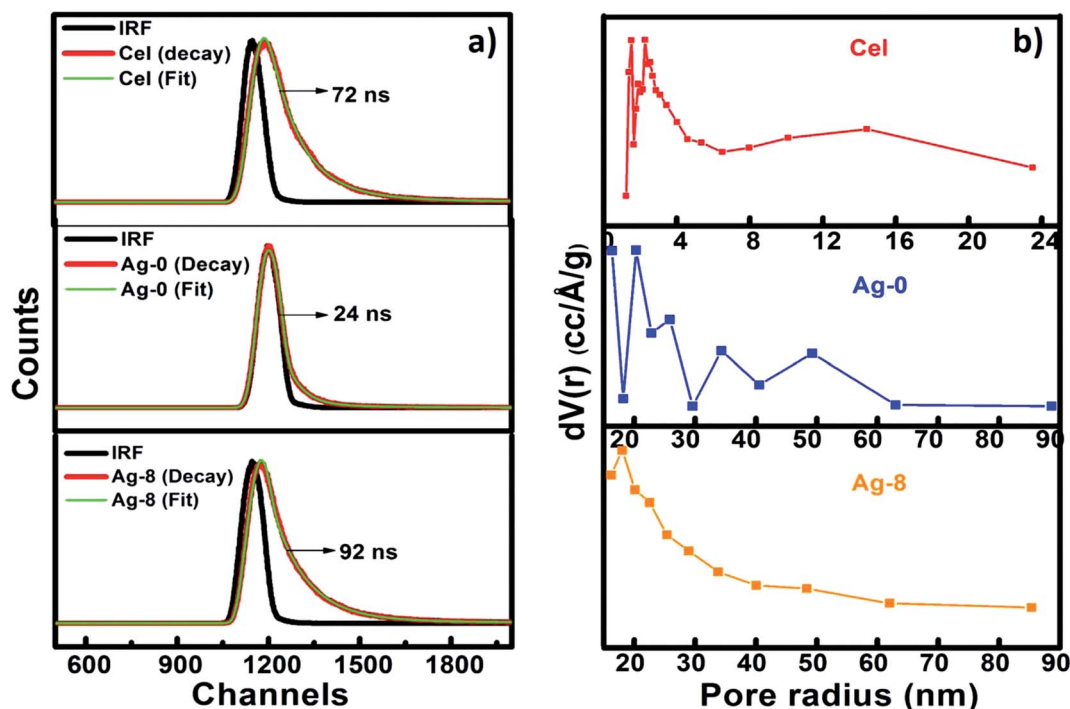 a)
IRF
Cel (decay)
Cel (Fit)
72 ns
IRF
Ag-0 (Decay)
Ag-0 (Fit)
24 ns
IRF
Ag-8 (Decay)
Ag-8 (Fit)
92 ns
Counts
600 900 1200 1500 1800
Channels
b)
Cel
0 4 8 12 16 20 24
Ag-0
20 30 40 50 60 70 80 90
Ag-8
20 30 40 50 60 70 80 90
dV(r) (cc/Å/g)
Pore radius (nm)